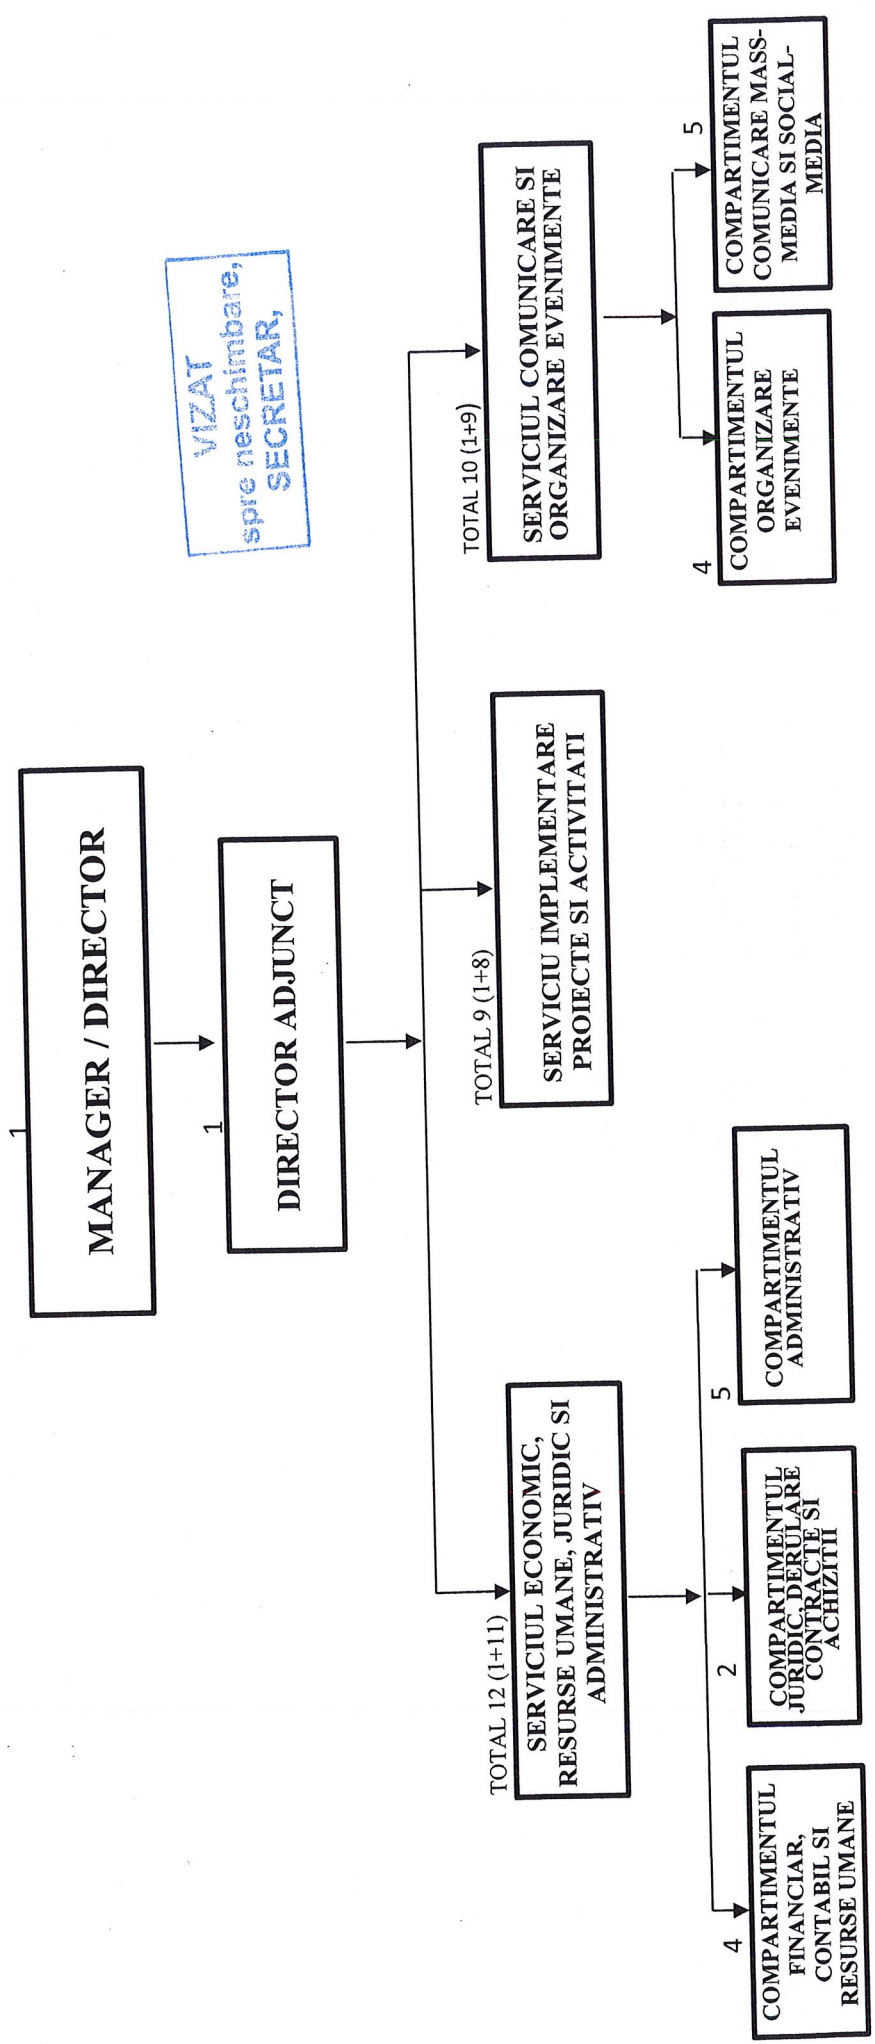 1
MANAGER / DIRECTOR
1
DIRECTOR ADJUNCT
VIZAT
spre neschimbare,
SECRETAR,
TOTAL 12 (1+11)
SERVICIUL ECONOMIC,
RESURSE UMANE, JURIDIC SI
ADMINISTRATIV
TOTAL 9 (1+8)
SERVICIU IMPLEMENTARE
PROIECTE SI ACTIVITATI
TOTAL 10 (1+9)
SERVICIUL COMUNICARE SI
ORGANIZARE EVENIMENTE
4
COMPARTIMENTUL
FINANCIAR,
CONTABIL SI
RESURSE UMANE
2
COMPARTIMENTUL
JURIDIC, DERULARE
CONTRACTE SI
ACHIZITII
5
COMPARTIMENTUL
ADMINISTRATIV
4
COMPARTIMENTUL
ORGANIZARE
EVENIMENTE
5
COMPARTIMENTUL
COMUNICARE MASS-
MEDIA SI SOCIAL-
MEDIA